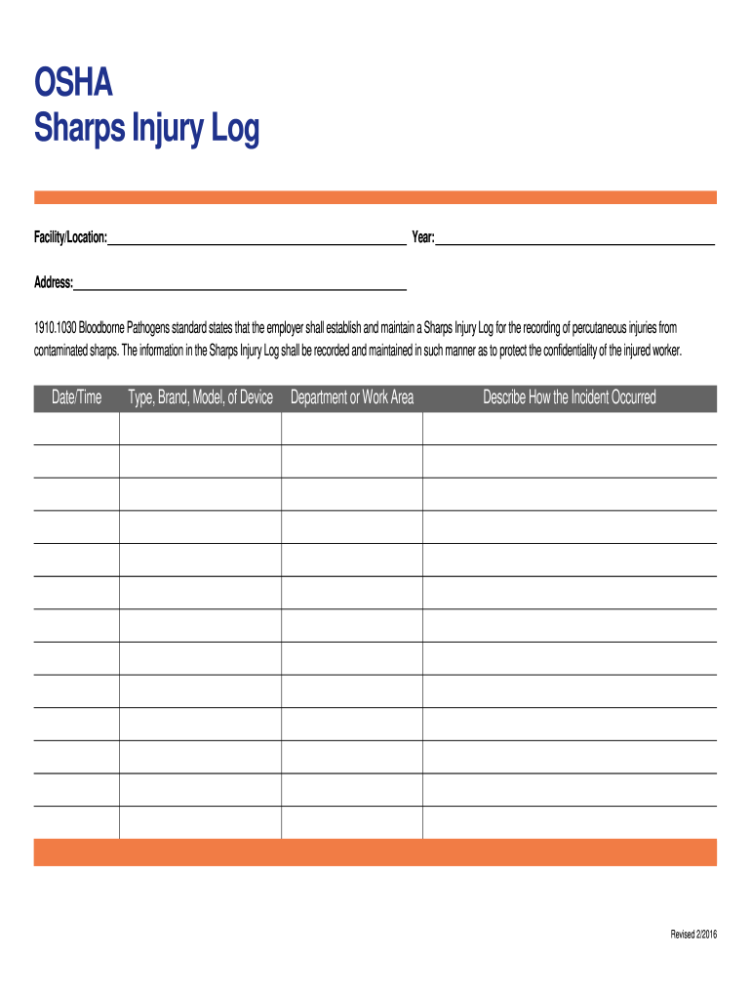 OSHA
Sharps Injury Log
Facility/Location: Year:
Address:
1910.1030 Bloodborne Pathogens standard states that the employer shall establish and maintain a Sharps Injury Log for the recording of percutaneous injuries from
contaminated sharps. The information in the Sharps Injury Log shall be recorded and maintained in such manner as to protect the confidentiality of the injured worker.
Date/Time Type, Brand, Model, of Device Department or Work Area Describe How the Incident Occurred
Revised 2/2016